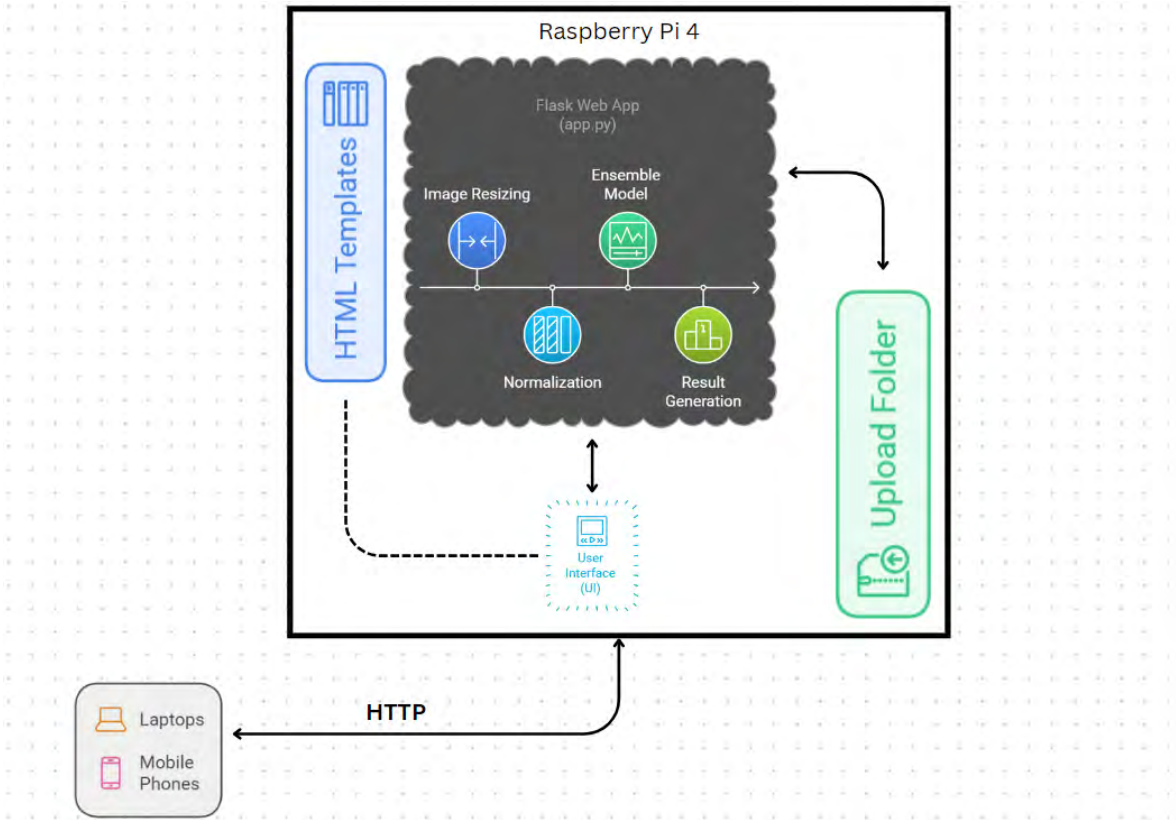 Raspberry Pi 4
HTML Templates
Flask Web App
(app.py)
Image Resizing
Ensemble
Model
Normalization
Result
Generation
Upload Folder
User
Interface
(UI)
HTTP
Laptops
Mobile
Phones